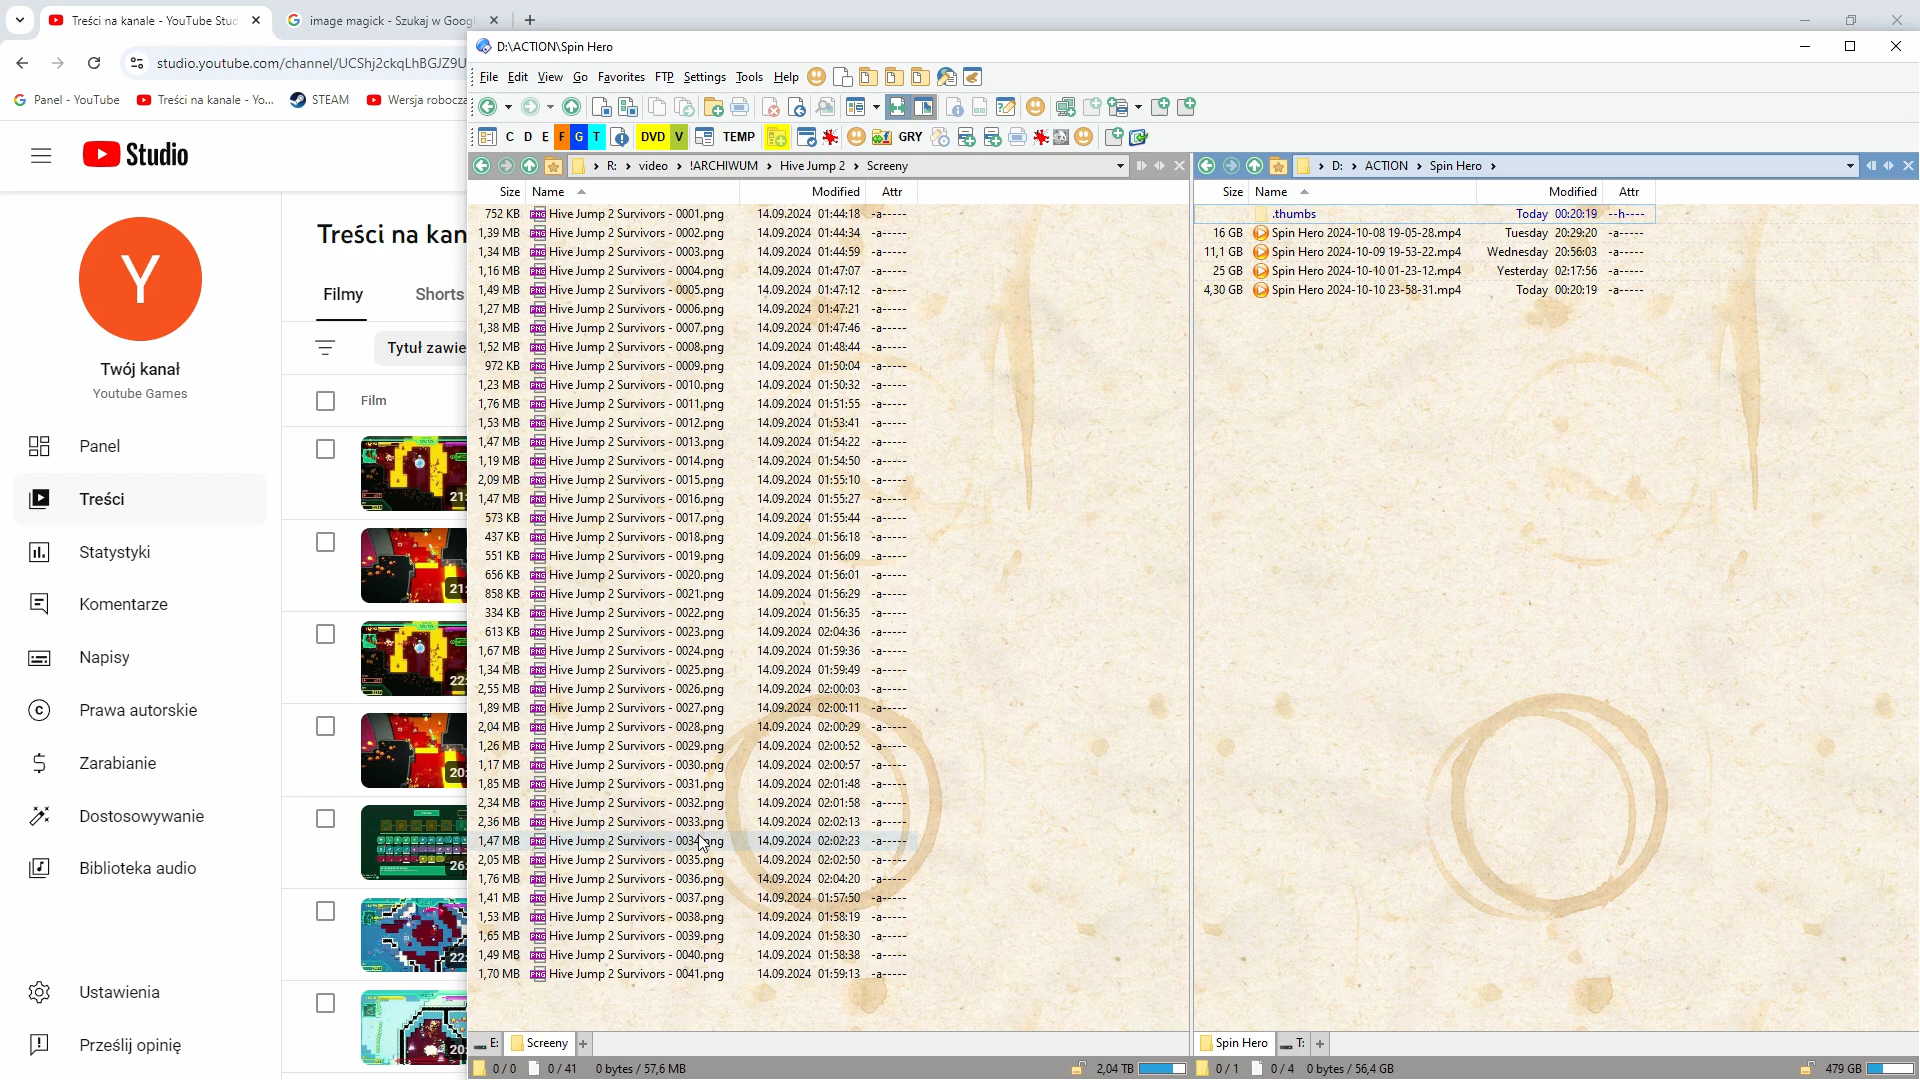 Treści na kanale - YouTube Stud
image magick - Szukaj w Googl
studio.youtube.com/channel/UCShj2ckqLhBGJZ9U
Panel - YouTube
Treści na kanale - Yo...
STEAM
Wersja robocza
Studio
Y
Twój kanał
Youtube Games
Panel
Treści
Statystyki
Komentarze
Napisy
Prawa autorskie
Zarabianie
Dostosowywanie
Biblioteka audio
Ustawienia
Prześlij opinię
Treści na kan
Filmy
Shorts
Tytuł zawie
Film
21:
21:
22:
20:
26:
22:
20:
D:\ACTION\Spin Hero
File Edit View Go Favorites FTP Settings Tools Help
C D E F G T DVD V TEMP GRY
R: › video › !ARCHIWUM › Hive Jump 2 › Screeny
Size Name Modified Attr
752 KB Hive Jump 2 Survivors - 0001.png 14.09.2024 01:44:18 -a-----
1,39 MB Hive Jump 2 Survivors - 0002.png 14.09.2024 01:44:34 -a-----
1,34 MB Hive Jump 2 Survivors - 0003.png 14.09.2024 01:44:59 -a-----
1,16 MB Hive Jump 2 Survivors - 0004.png 14.09.2024 01:47:07 -a-----
1,49 MB Hive Jump 2 Survivors - 0005.png 14.09.2024 01:47:12 -a-----
1,27 MB Hive Jump 2 Survivors - 0006.png 14.09.2024 01:47:21 -a-----
1,38 MB Hive Jump 2 Survivors - 0007.png 14.09.2024 01:47:46 -a-----
1,52 MB Hive Jump 2 Survivors - 0008.png 14.09.2024 01:48:44 -a-----
972 KB Hive Jump 2 Survivors - 0009.png 14.09.2024 01:50:04 -a-----
1,23 MB Hive Jump 2 Survivors - 0010.png 14.09.2024 01:50:32 -a-----
1,76 MB Hive Jump 2 Survivors - 0011.png 14.09.2024 01:51:55 -a-----
1,53 MB Hive Jump 2 Survivors - 0012.png 14.09.2024 01:53:41 -a-----
1,47 MB Hive Jump 2 Survivors - 0013.png 14.09.2024 01:54:22 -a-----
1,19 MB Hive Jump 2 Survivors - 0014.png 14.09.2024 01:54:50 -a-----
2,09 MB Hive Jump 2 Survivors - 0015.png 14.09.2024 01:55:10 -a-----
1,47 MB Hive Jump 2 Survivors - 0016.png 14.09.2024 01:55:27 -a-----
573 KB Hive Jump 2 Survivors - 0017.png 14.09.2024 01:55:44 -a-----
437 KB Hive Jump 2 Survivors - 0018.png 14.09.2024 01:56:18 -a-----
551 KB Hive Jump 2 Survivors - 0019.png 14.09.2024 01:56:09 -a-----
656 KB Hive Jump 2 Survivors - 0020.png 14.09.2024 01:56:01 -a-----
858 KB Hive Jump 2 Survivors - 0021.png 14.09.2024 01:56:29 -a-----
334 KB Hive Jump 2 Survivors - 0022.png 14.09.2024 01:56:35 -a-----
613 KB Hive Jump 2 Survivors - 0023.png 14.09.2024 02:04:36 -a-----
1,67 MB Hive Jump 2 Survivors - 0024.png 14.09.2024 01:59:36 -a-----
1,34 MB Hive Jump 2 Survivors - 0025.png 14.09.2024 01:59:49 -a-----
2,55 MB Hive Jump 2 Survivors - 0026.png 14.09.2024 02:00:03 -a-----
1,89 MB Hive Jump 2 Survivors - 0027.png 14.09.2024 02:00:11 -a-----
2,04 MB Hive Jump 2 Survivors - 0028.png 14.09.2024 02:00:29 -a-----
1,26 MB Hive Jump 2 Survivors - 0029.png 14.09.2024 02:00:52 -a-----
1,17 MB Hive Jump 2 Survivors - 0030.png 14.09.2024 02:00:57 -a-----
1,85 MB Hive Jump 2 Survivors - 0031.png 14.09.2024 02:01:48 -a-----
2,34 MB Hive Jump 2 Survivors - 0032.png 14.09.2024 02:01:58 -a-----
2,36 MB Hive Jump 2 Survivors - 0033.png 14.09.2024 02:02:13 -a-----
1,47 MB Hive Jump 2 Survivors - 0034.png 14.09.2024 02:02:23 -a-----
2,05 MB Hive Jump 2 Survivors - 0035.png 14.09.2024 02:02:50 -a-----
1,76 MB Hive Jump 2 Survivors - 0036.png 14.09.2024 02:04:20 -a-----
1,41 MB Hive Jump 2 Survivors - 0037.png 14.09.2024 01:57:50 -a-----
1,53 MB Hive Jump 2 Survivors - 0038.png 14.09.2024 01:58:19 -a-----
1,65 MB Hive Jump 2 Survivors - 0039.png 14.09.2024 01:58:30 -a-----
1,49 MB Hive Jump 2 Survivors - 0040.png 14.09.2024 01:58:38 -a-----
1,70 MB Hive Jump 2 Survivors - 0041.png 14.09.2024 01:59:13 -a-----
E: Screeny
0 / 0 0 / 41 0 bytes / 57,6 MB 2,04 TB
D: › ACTION › Spin Hero ›
Size Name Modified Attr
.thumbs Today 00:20:19 --h----
16 GB Spin Hero 2024-10-08 19-05-28.mp4 Tuesday 20:29:20 -a-----
11,1 GB Spin Hero 2024-10-09 19-53-22.mp4 Wednesday 20:56:03 -a-----
25 GB Spin Hero 2024-10-10 01-23-12.mp4 Yesterday 02:17:56 -a-----
4,30 GB Spin Hero 2024-10-10 23-58-31.mp4 Today 00:20:19 -a-----
Spin Hero T:
0 / 1 0 / 4 0 bytes / 56,4 GB 479 GB